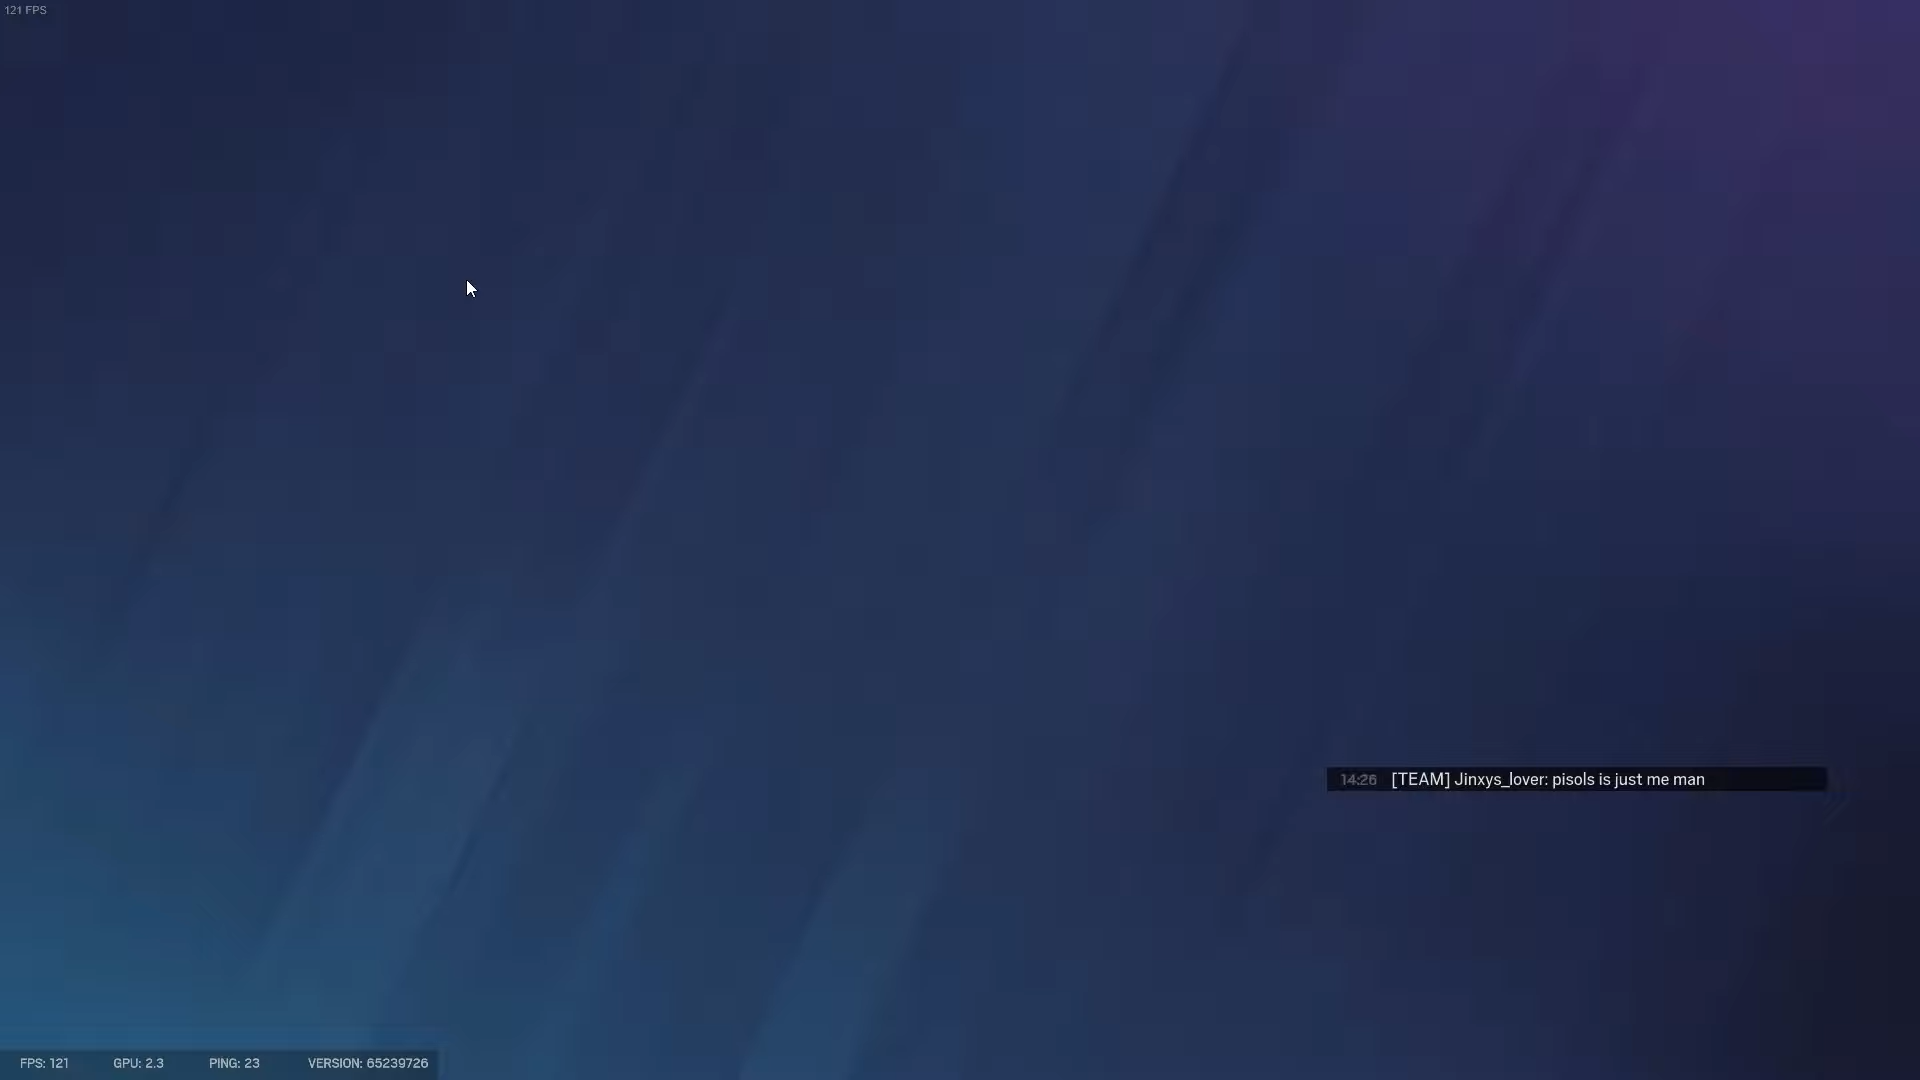 121 FPS
14:26 [TEAM] Jinxys_lover: pisols is just me man
FPS: 121 GPU: 2.3 PING: 23 VERSION: 65239726